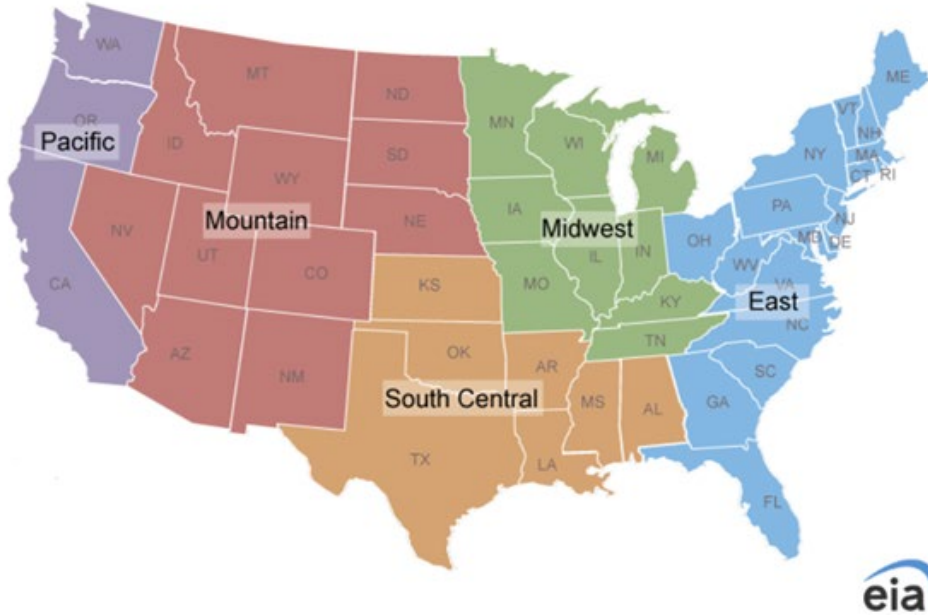 WA
MT
ND
ME
VT
NH
MN
OR
Pacific
ID
SD
WI
MI
NY
MA
CT RI
WY
NE
IA
PA
NJ
Mountain
NV
UT
CO
Midwest
IL
IN
OH
MD
DE
WV
VA
CA
KS
MO
KY
East
NC
AZ
NM
OK
AR
TN
SC
South Central
MS
AL
GA
TX
LA
FL
eia